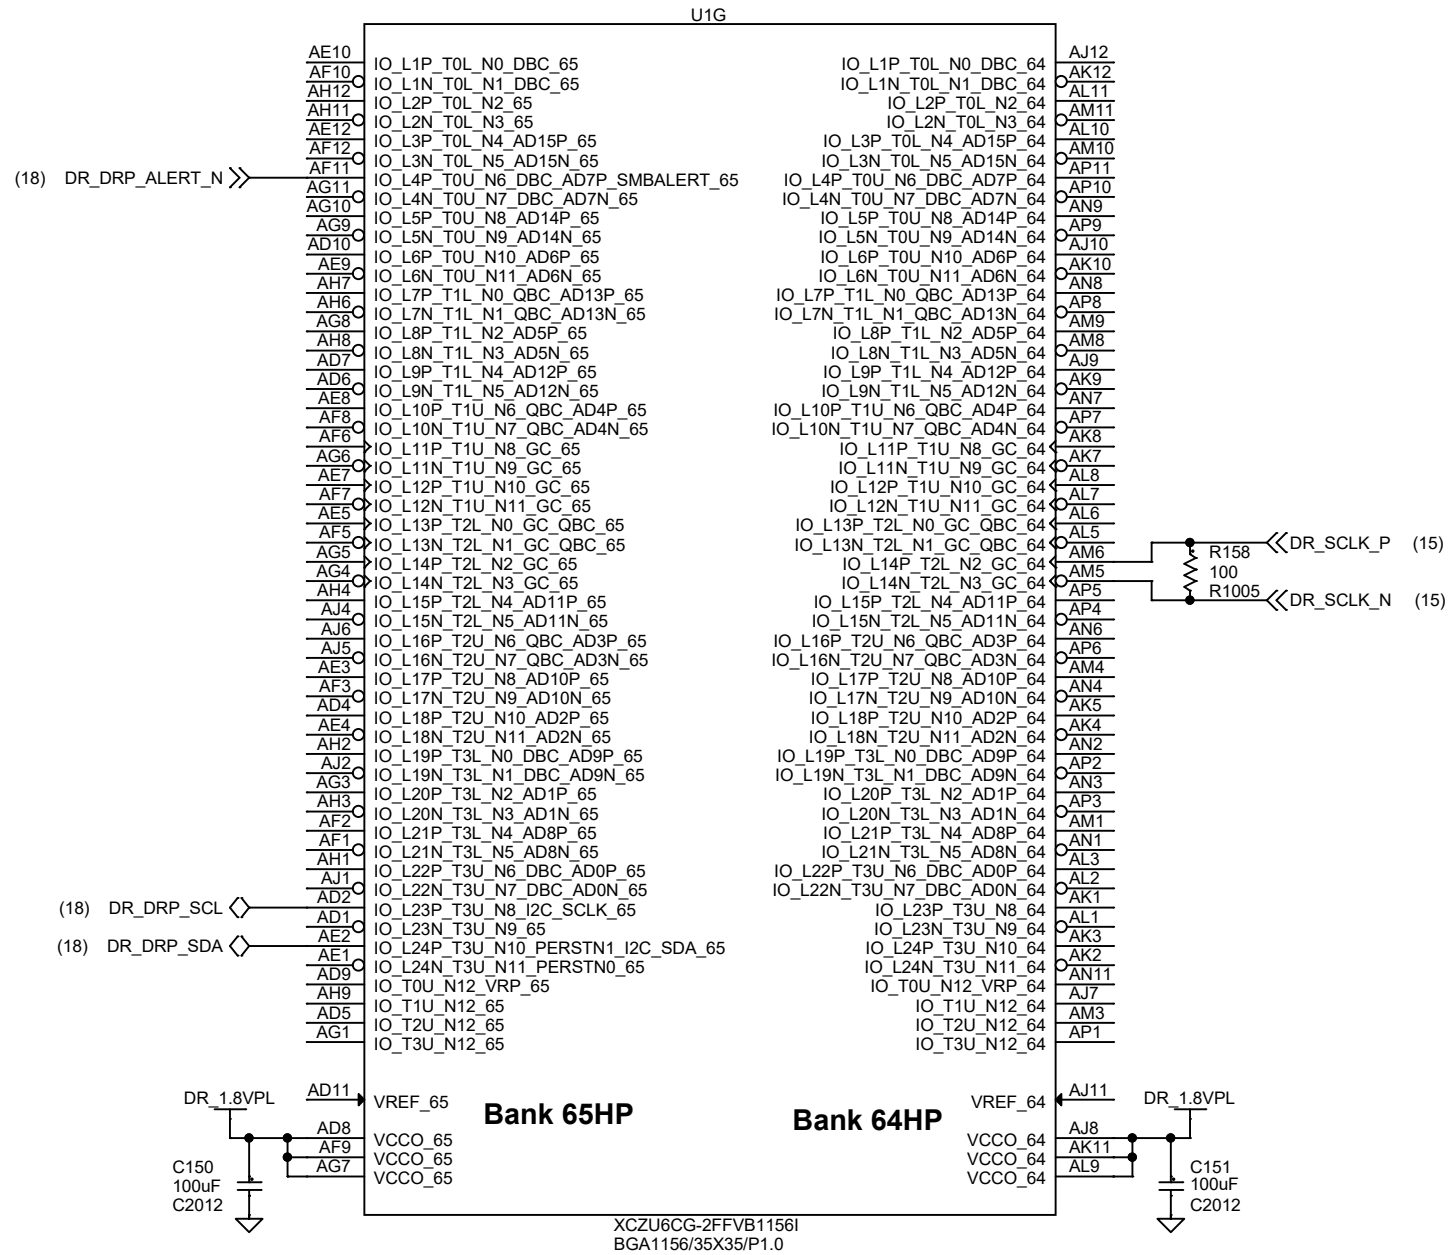 U1G
AE10 IO_L1P_T0L_N0_DBC_65 IO_L1P_T0L_N0_DBC_64 AJ12
AF10 IO_L1N_T0L_N1_DBC_65 IO_L1N_T0L_N1_DBC_64 AK12
AH12 IO_L2P_T0L_N2_65 IO_L2P_T0L_N2_64 AL11
AH11 IO_L2N_T0L_N3_65 IO_L2N_T0L_N3_64 AM11
AE12 IO_L3P_T0L_N4_AD15P_65 IO_L3P_T0L_N4_AD15P_64 AL10
AF12 IO_L3N_T0L_N5_AD15N_65 IO_L3N_T0L_N5_AD15N_64 AM10
(18) DR_DRP_ALERT_N AF11 IO_L4P_T0U_N6_DBC_AD7P_SMBALERT_65 IO_L4P_T0U_N6_DBC_AD7P_64 AP11
AG11 IO_L4N_T0U_N7_DBC_AD7N_65 IO_L4N_T0U_N7_DBC_AD7N_64 AP10
AG10 IO_L5P_T0U_N8_AD14P_65 IO_L5P_T0U_N8_AD14P_64 AN9
AG9 IO_L5N_T0U_N9_AD14N_65 IO_L5N_T0U_N9_AD14N_64 AP9
AD10 IO_L6P_T0U_N10_AD6P_65 IO_L6P_T0U_N10_AD6P_64 AJ10
AE9 IO_L6N_T0U_N11_AD6N_65 IO_L6N_T0U_N11_AD6N_64 AK10
AH7 IO_L7P_T1L_N0_QBC_AD13P_65 IO_L7P_T1L_N0_QBC_AD13P_64 AN8
AH6 IO_L7N_T1L_N1_QBC_AD13N_65 IO_L7N_T1L_N1_QBC_AD13N_64 AP8
AG8 IO_L8P_T1L_N2_AD5P_65 IO_L8P_T1L_N2_AD5P_64 AM9
AH8 IO_L8N_T1L_N3_AD5N_65 IO_L8N_T1L_N3_AD5N_64 AM8
AD7 IO_L9P_T1L_N4_AD12P_65 IO_L9P_T1L_N4_AD12P_64 AJ9
AD6 IO_L9N_T1L_N5_AD12N_65 IO_L9N_T1L_N5_AD12N_64 AK9
AE8 IO_L10P_T1U_N6_QBC_AD4P_65 IO_L10P_T1U_N6_QBC_AD4P_64 AN7
AF8 IO_L10N_T1U_N7_QBC_AD4N_65 IO_L10N_T1U_N7_QBC_AD4N_64 AP7
AF6 IO_L11P_T1U_N8_GC_65 IO_L11P_T1U_N8_GC_64 AK8
AG6 IO_L11N_T1U_N9_GC_65 IO_L11N_T1U_N9_GC_64 AK7
AE7 IO_L12P_T1U_N10_GC_65 IO_L12P_T1U_N10_GC_64 AL8
AF7 IO_L12N_T1U_N11_GC_65 IO_L12N_T1U_N11_GC_64 AL7
AE5 IO_L13P_T2L_N0_GC_QBC_65 IO_L13P_T2L_N0_GC_QBC_64 AL6
AF5 IO_L13N_T2L_N1_GC_QBC_65 IO_L13N_T2L_N1_GC_QBC_64 AL5 DR_SCLK_P (15)
AG5 IO_L14P_T2L_N2_GC_65 IO_L14P_T2L_N2_GC_64 AM6 R158
AG4 IO_L14N_T2L_N3_GC_65 IO_L14N_T2L_N3_GC_64 AM5 100
AH4 IO_L15P_T2L_N4_AD11P_65 IO_L15P_T2L_N4_AD11P_64 AP5 R1005 DR_SCLK_N (15)
AJ4 IO_L15N_T2L_N5_AD11N_65 IO_L15N_T2L_N5_AD11N_64 AP4
AJ6 IO_L16P_T2U_N6_QBC_AD3P_65 IO_L16P_T2U_N6_QBC_AD3P_64 AN6
AJ5 IO_L16N_T2U_N7_QBC_AD3N_65 IO_L16N_T2U_N7_QBC_AD3N_64 AP6
AE3 IO_L17P_T2U_N8_AD10P_65 IO_L17P_T2U_N8_AD10P_64 AM4
AF3 IO_L17N_T2U_N9_AD10N_65 IO_L17N_T2U_N9_AD10N_64 AN4
AD4 IO_L18P_T2U_N10_AD2P_65 IO_L18P_T2U_N10_AD2P_64 AK5
AE4 IO_L18N_T2U_N11_AD2N_65 IO_L18N_T2U_N11_AD2N_64 AK4
AH2 IO_L19P_T3L_N0_DBC_AD9P_65 IO_L19P_T3L_N0_DBC_AD9P_64 AN2
AJ2 IO_L19N_T3L_N1_DBC_AD9N_65 IO_L19N_T3L_N1_DBC_AD9N_64 AP2
AG3 IO_L20P_T3L_N2_AD1P_65 IO_L20P_T3L_N2_AD1P_64 AN3
AH3 IO_L20N_T3L_N3_AD1N_65 IO_L20N_T3L_N3_AD1N_64 AP3
AF2 IO_L21P_T3L_N4_AD8P_65 IO_L21P_T3L_N4_AD8P_64 AM1
AF1 IO_L21N_T3L_N5_AD8N_65 IO_L21N_T3L_N5_AD8N_64 AN1
AH1 IO_L22P_T3U_N6_DBC_AD0P_65 IO_L22P_T3U_N6_DBC_AD0P_64 AL3
AJ1 IO_L22N_T3U_N7_DBC_AD0N_65 IO_L22N_T3U_N7_DBC_AD0N_64 AL2
(18) DR_DRP_SCL AD2 IO_L23P_T3U_N8_I2C_SCLK_65 IO_L23P_T3U_N8_64 AK1
AD1 IO_L23N_T3U_N9_65 IO_L23N_T3U_N9_64 AL1
(18) DR_DRP_SDA AE2 IO_L24P_T3U_N10_PERSTN1_I2C_SDA_65 IO_L24P_T3U_N10_64 AK3
AE1 IO_L24N_T3U_N11_PERSTN0_65 IO_L24N_T3U_N11_64 AK2
AD9 IO_T0U_N12_VRP_65 IO_T0U_N12_VRP_64 AN11
AH9 IO_T1U_N12_65 IO_T1U_N12_64 AJ7
AD5 IO_T2U_N12_65 IO_T2U_N12_64 AM3
AG1 IO_T3U_N12_65 IO_T3U_N12_64 AP1
DR_1.8VPL AD11 VREF_65 Bank 65HP Bank 64HP VREF_64 AJ11 DR_1.8VPL
AD8 VCCO_65 VCCO_64 AJ8
AF9 VCCO_65 VCCO_64 AK11
AG7 VCCO_65 VCCO_64 AL9
C150 C151
100uF 100uF
C2012 C2012
XCZU6CG-2FFVB1156I
BGA1156/35X35/P1.0